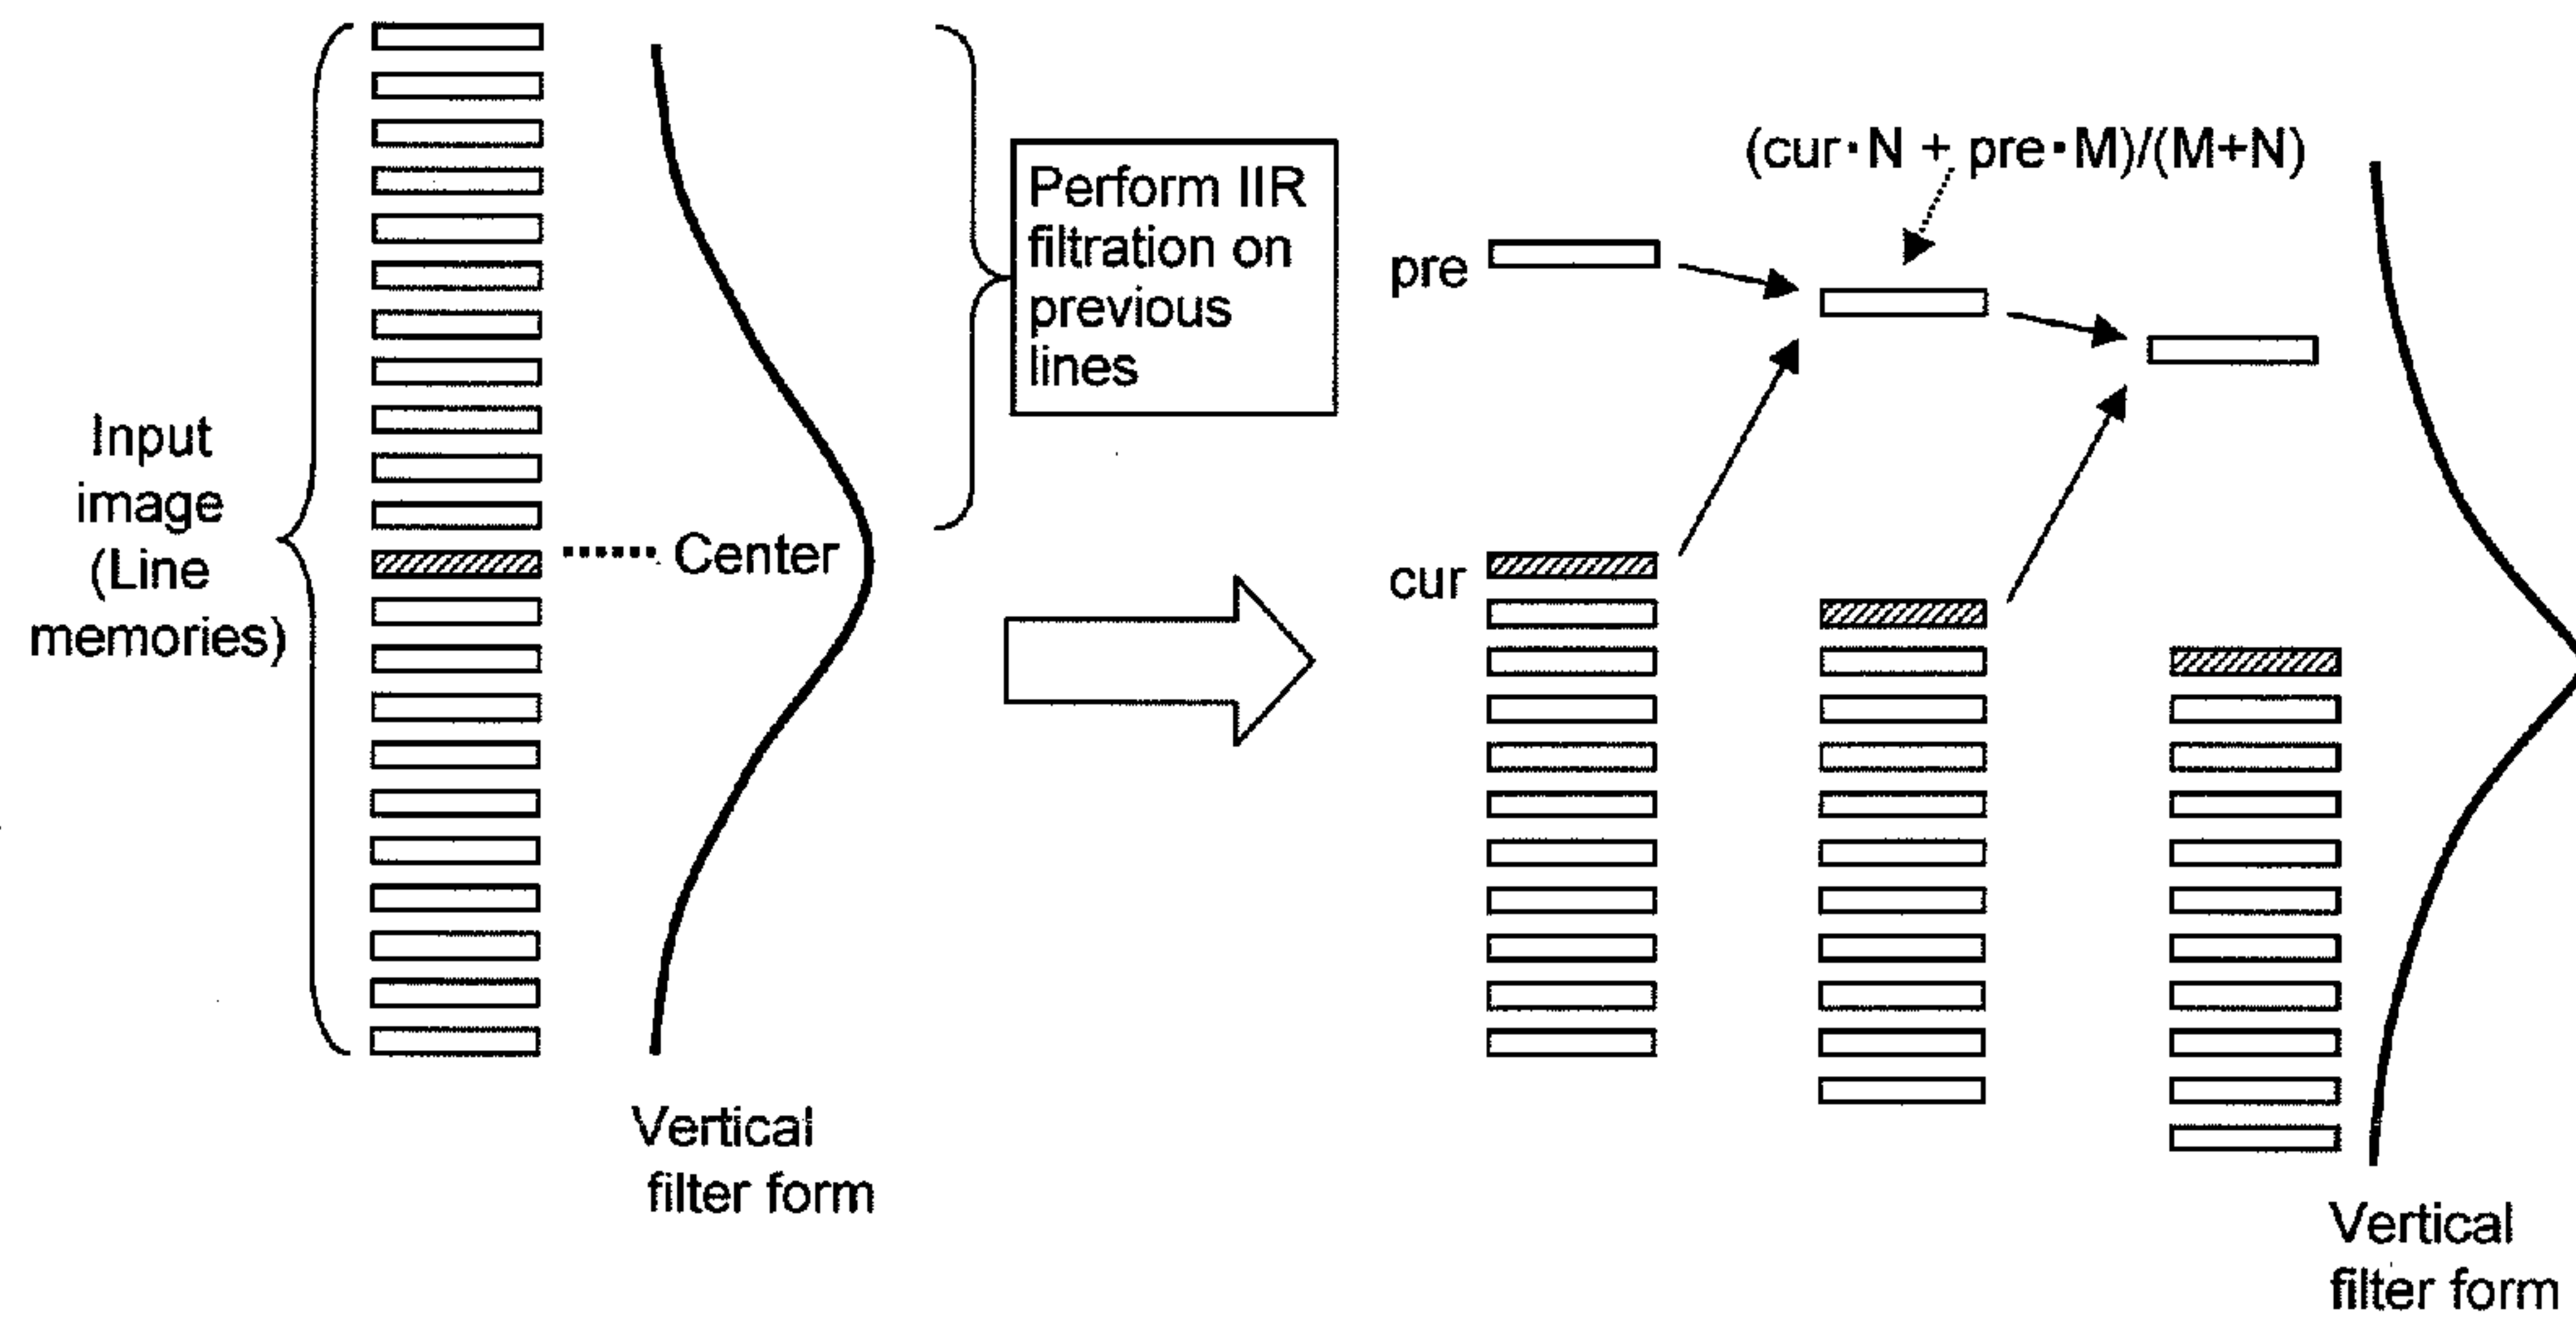 Input
image
(Line
memories)
Center
Vertical
filter form
Perform IIR
filtration on
previous
lines
(cur·N + pre·M)/(M+N)
pre
cur
Vertical
filter form